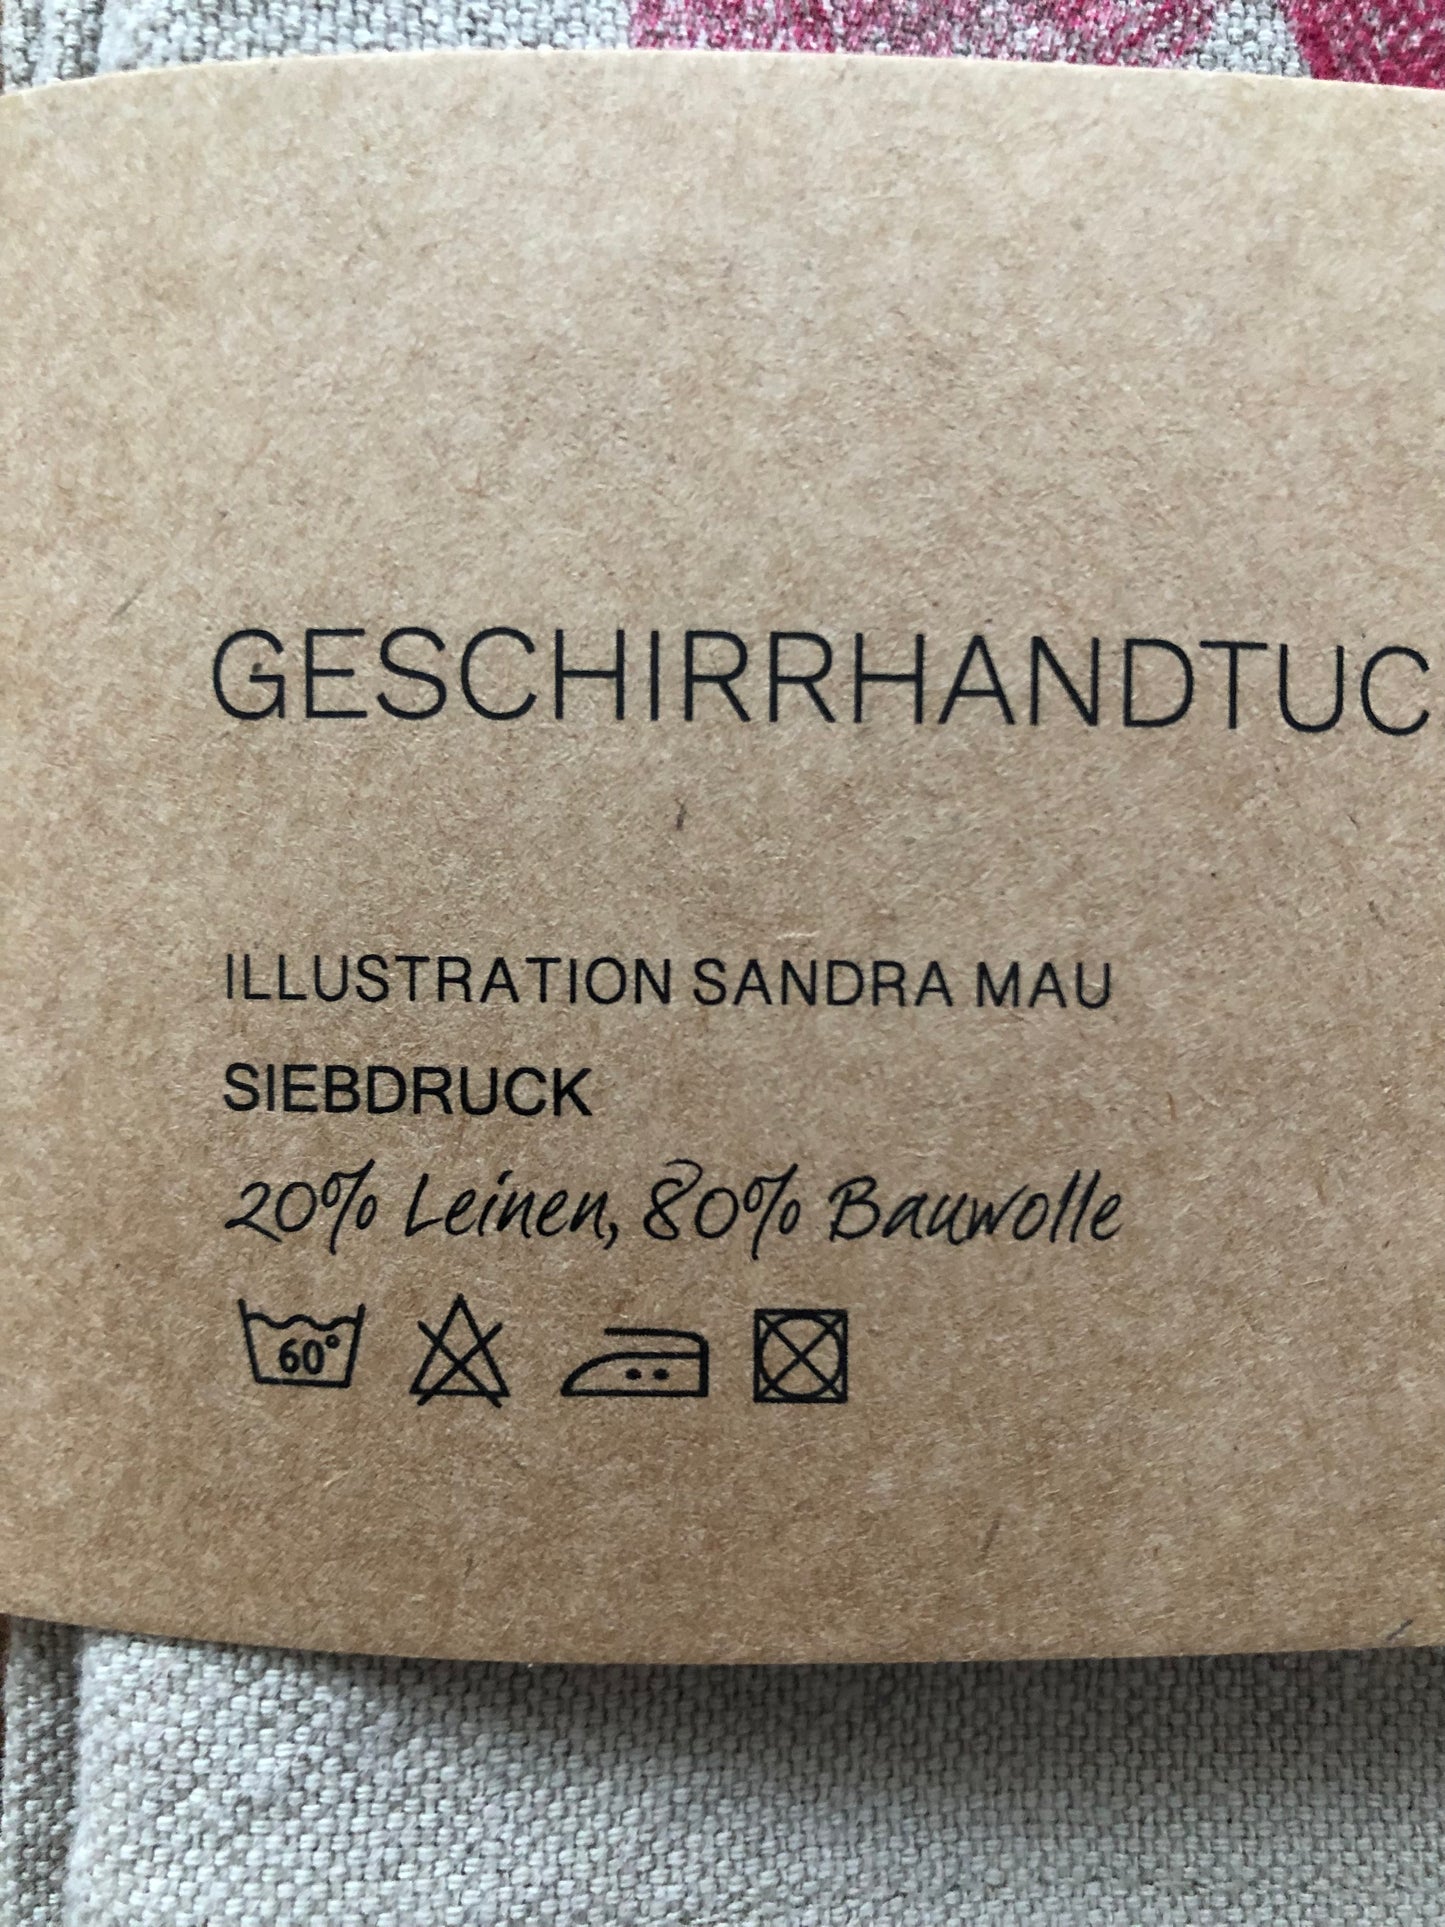 GESCHIRRHANDTUC
ILLUSTRATION SANDRA MAU
SIEBDRUCK
20% Leinen, 80% Bauwolle
60°